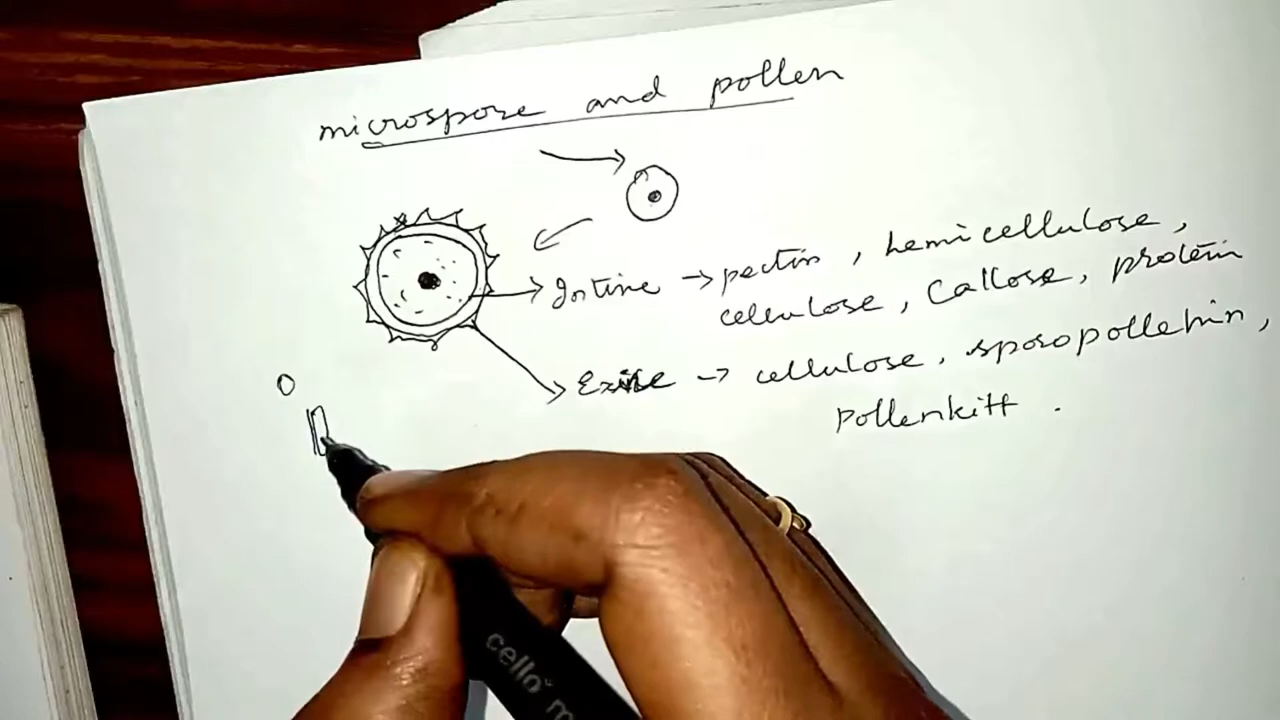 microspore and pollen
Intine → pectin, hemicellulose,
cellulose, Callose, protein
Exine → cellulose, sporopollenin,
pollenkitt.
cello m